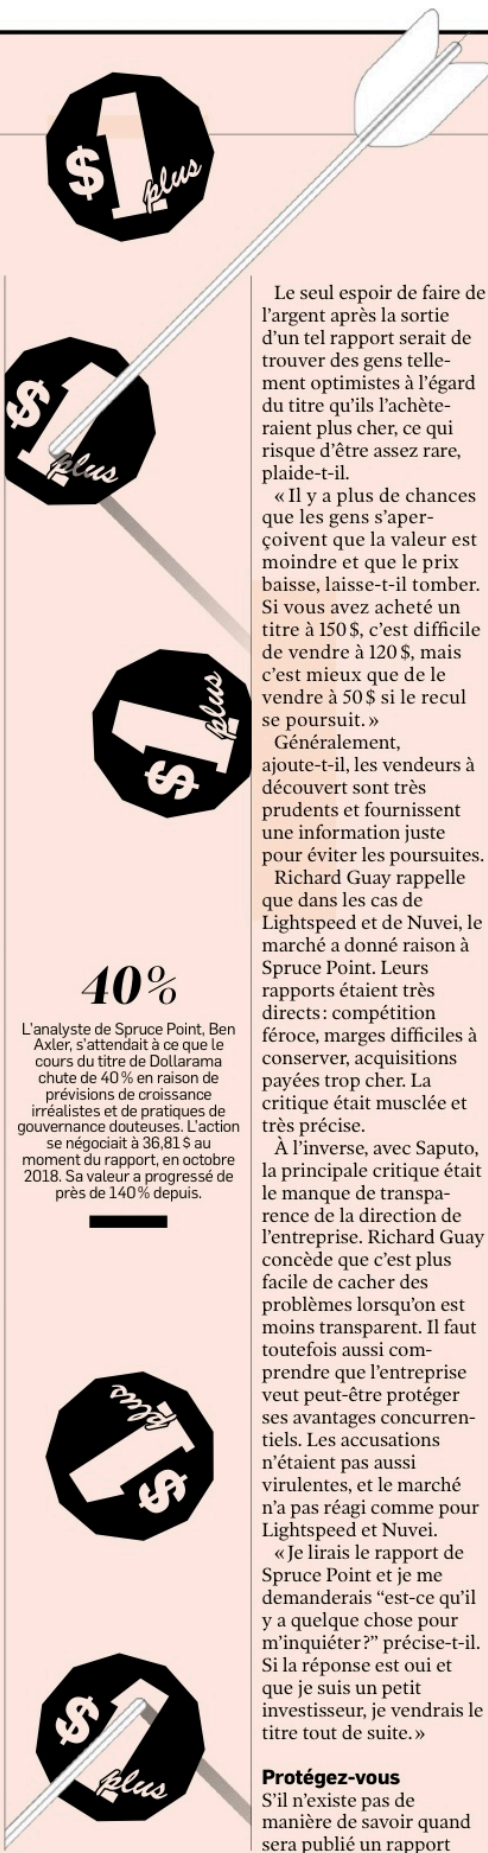 $1 plus
$1 plus
$1 plus
40%
L'analyste de Spruce Point, Ben
Axler, s'attendait à ce que le
cours du titre de Dollarama
chute de 40 % en raison de
prévisions de croissance
irréalistes et de pratiques de
gouvernance douteuses. L'action
se négociait à 36,81 $ au
moment du rapport, en octobre
2018. Sa valeur a progressé de
près de 140 % depuis.
$1 plus
$1 plus
Le seul espoir de faire de
l'argent après la sortie
d'un tel rapport serait de
trouver des gens telle-
ment optimistes à l'égard
du titre qu'ils l'achète-
raient plus cher, ce qui
risque d'être assez rare,
plaide-t-il.
« Il y a plus de chances
que les gens s'aper-
çoivent que la valeur est
moindre et que le prix
baisse, laisse-t-il tomber.
Si vous avez acheté un
titre à 150 $, c'est difficile
de vendre à 120 $, mais
c'est mieux que de le
vendre à 50 $ si le recul
se poursuit. »
Généralement,
ajoute-t-il, les vendeurs à
découvert sont très
prudents et fournissent
une information juste
pour éviter les poursuites.
Richard Guay rappelle
que dans les cas de
Lightspeed et de Nuvei, le
marché a donné raison à
Spruce Point. Leurs
rapports étaient très
directs : compétition
féroce, marges difficiles à
conserver, acquisitions
payées trop cher. La
critique était musclée et
très précise.
À l'inverse, avec Saputo,
la principale critique était
le manque de transpa-
rence de la direction de
l'entreprise. Richard Guay
concède que c'est plus
facile de cacher des
problèmes lorsqu'on est
moins transparent. Il faut
toutefois aussi com-
prendre que l'entreprise
veut peut-être protéger
ses avantages concurren-
tiels. Les accusations
n'étaient pas aussi
virulentes, et le marché
n'a pas réagi comme pour
Lightspeed et Nuvei.
« Je lirais le rapport de
Spruce Point et je me
demanderais “est-ce qu'il
y a quelque chose pour
m'inquiéter ?” précise-t-il.
Si la réponse est oui et
que je suis un petit
investisseur, je vendrais le
titre tout de suite. »
Protégez-vous
S'il n'existe pas de
manière de savoir quand
sera publié un rapport